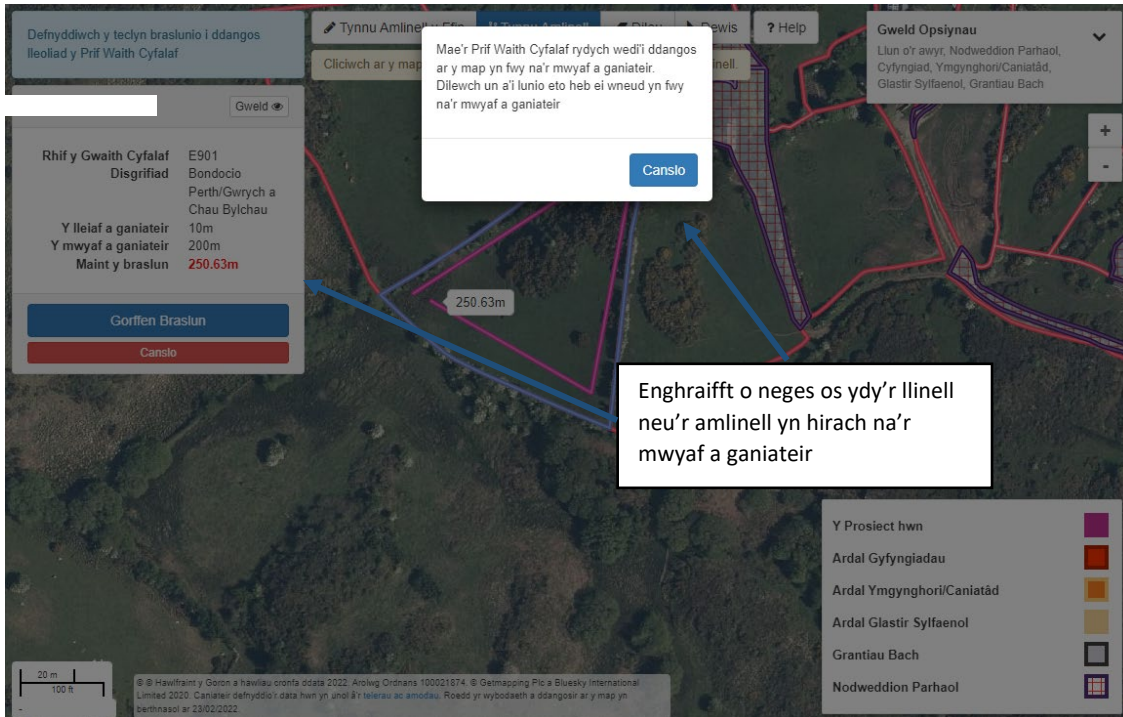 Defnyddiwch y teclyn braslunio i ddangos
lleoliad y Prif Waith Cyfalaf
Tynnu Amlinell
Dileu
Dewis
? Help
Cliciwch ar y map
Mae'r Prif Waith Cyfalaf rydych wedi'i ddangos
ar y map yn fwy na'r mwyaf a ganiateir.
Dilewch un a'i lunio eto heb ei wneud yn fwy
na'r mwyaf a ganiateir
Canslo
Gweld Opsiynau
Llun o'r awyr, Nodweddion Parhaol,
Cyfyngiad, Ymgynghori/Caniatâd,
Glastir Sylfaenol, Grantiau Bach
+
-
Gweld
Rhif y Gwaith Cyfalaf E901
Disgrifiad Bondocio
Perth/Gwrych a
Chau Bylchau
Y lleiaf a ganiateir 10m
Y mwyaf a ganiateir 200m
Maint y braslun 250.63m
Gorffen Braslun
Canslo
250.63m
Enghraifft o neges os ydy'r llinell
neu'r amlinell yn hirach na'r
mwyaf a ganiateir
Y Prosiect hwn
Ardal Gyfyngiadau
Ardal Ymgynghori/Caniatâd
Ardal Glastir Sylfaenol
Grantiau Bach
Nodweddion Parhaol
20 m
100 ft
© © Hawlfraint y Goron a hawliau cronfa ddata 2022. Arolwg Ordnans 100021874. © Getmapping Plc a Bluesky International
Limited 2020. Caniateir defnyddio'r data hwn yn unol â'r telerau ac amodau. Roedd yr wybodaeth a ddangosir ar y map yn
berthnasol ar 23/02/2022.